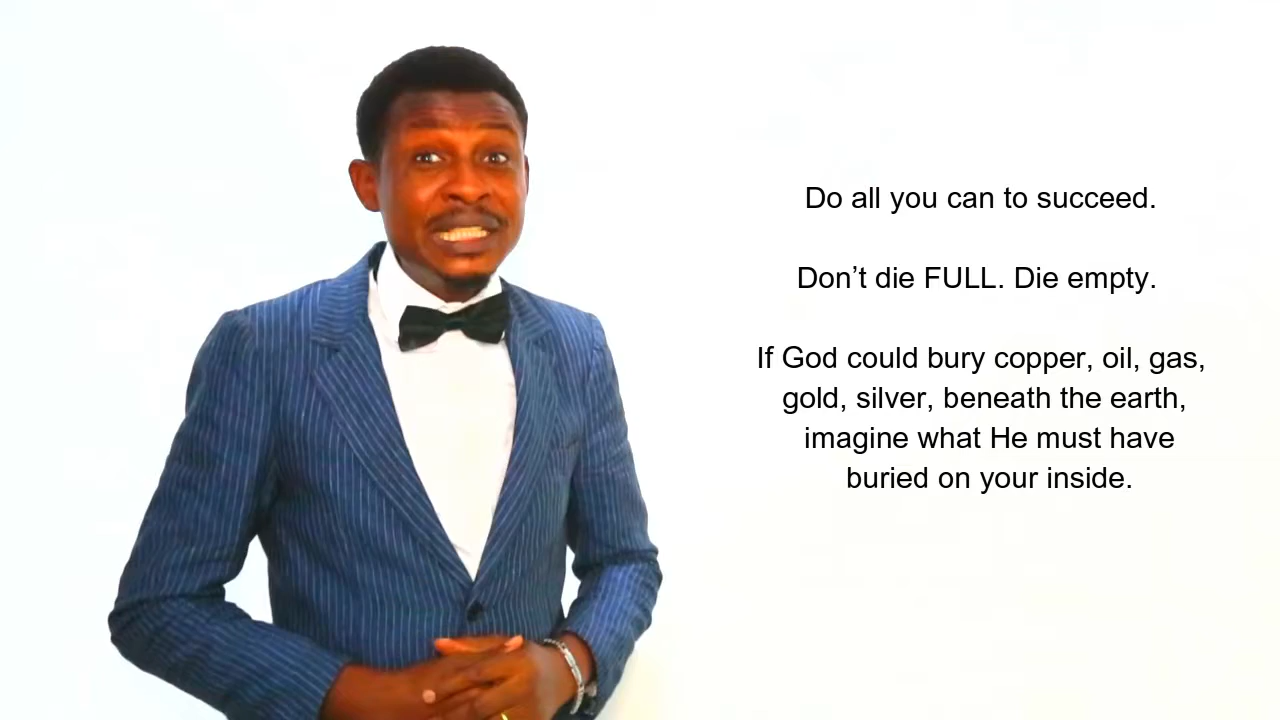 Do all you can to succeed.
Don’t die FULL. Die empty.
If God could bury copper, oil, gas,
gold, silver, beneath the earth,
imagine what He must have
buried on your inside.